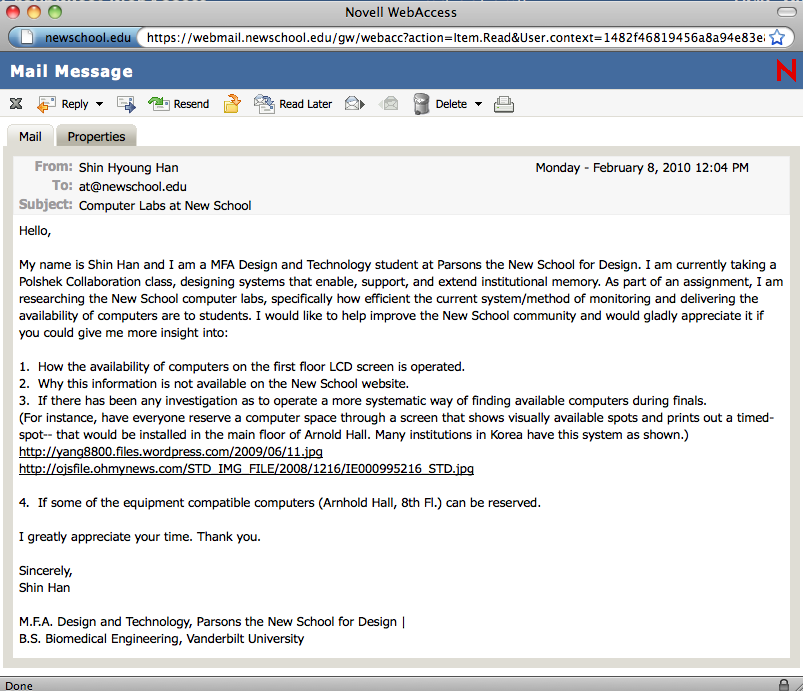 Novell WebAccess
newschool.edu https://webmail.newschool.edu/gw/webacc?action=Item.Read&User.context=1482f46819456a8a94e83e
Mail Message N
Reply Resend Read Later Delete
Mail Properties
From: Shin Hyoung Han Monday - February 8, 2010 12:04 PM
To: at@newschool.edu
Subject: Computer Labs at New School
Hello,
My name is Shin Han and I am a MFA Design and Technology student at Parsons the New School for Design. I am currently taking a
Polshek Collaboration class, designing systems that enable, support, and extend institutional memory. As part of an assignment, I am
researching the New School computer labs, specifically how efficient the current system/method of monitoring and delivering the
availability of computers are to students. I would like to help improve the New School community and would gladly appreciate it if
you could give me more insight into:
1. How the availability of computers on the first floor LCD screen is operated.
2. Why this information is not available on the New School website.
3. If there has been any investigation as to operate a more systematic way of finding available computers during finals.
(For instance, have everyone reserve a computer space through a screen that shows visually available spots and prints out a timed-
spot-- that would be installed in the main floor of Arnold Hall. Many institutions in Korea have this system as shown.)
http://yang8800.files.wordpress.com/2009/06/11.jpg
http://ojsfile.ohmynews.com/STD_IMG_FILE/2008/1216/IE000995216_STD.jpg
4. If some of the equipment compatible computers (Arnhold Hall, 8th Fl.) can be reserved.
I greatly appreciate your time. Thank you.
Sincerely,
Shin Han
M.F.A. Design and Technology, Parsons the New School for Design |
B.S. Biomedical Engineering, Vanderbilt University
Done